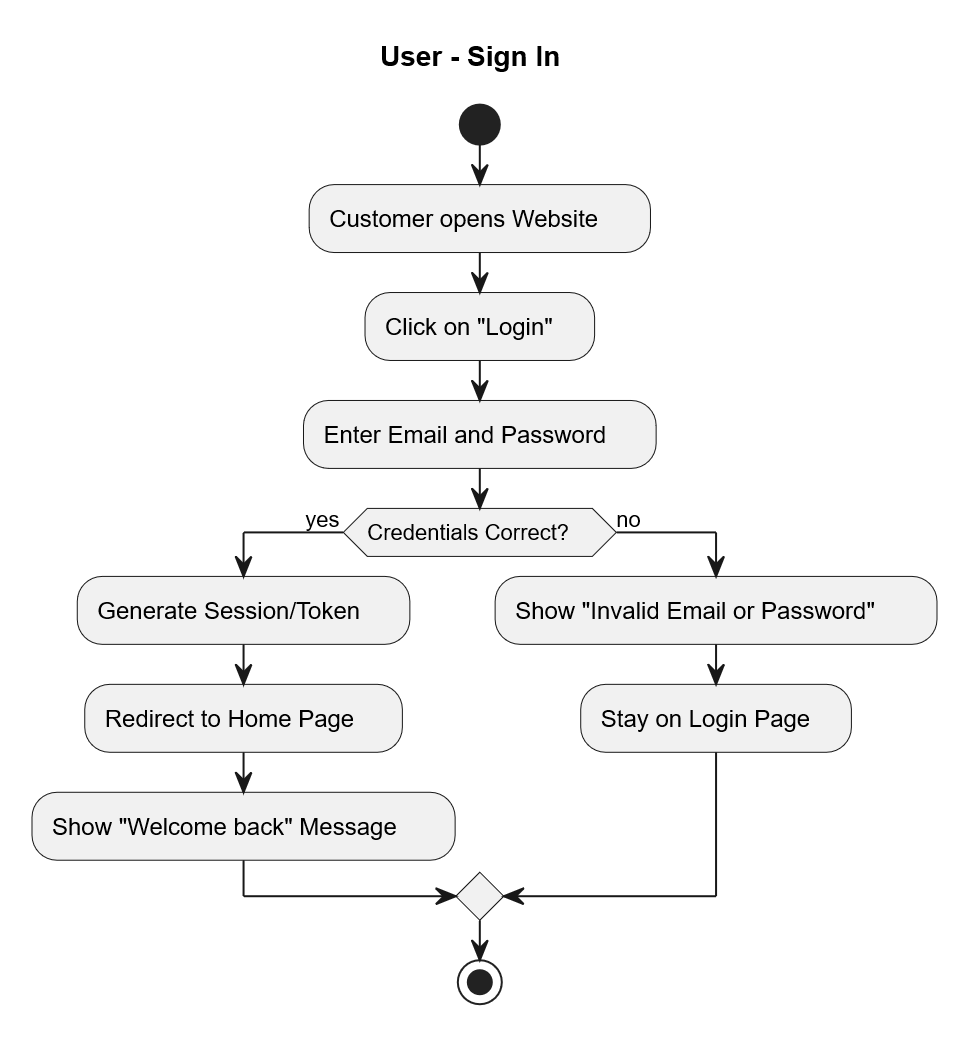 User - Sign In
Customer opens Website
Click on "Login"
Enter Email and Password
yes
Credentials Correct?
no
Generate Session/Token
Show "Invalid Email or Password"
Redirect to Home Page
Stay on Login Page
Show "Welcome back" Message